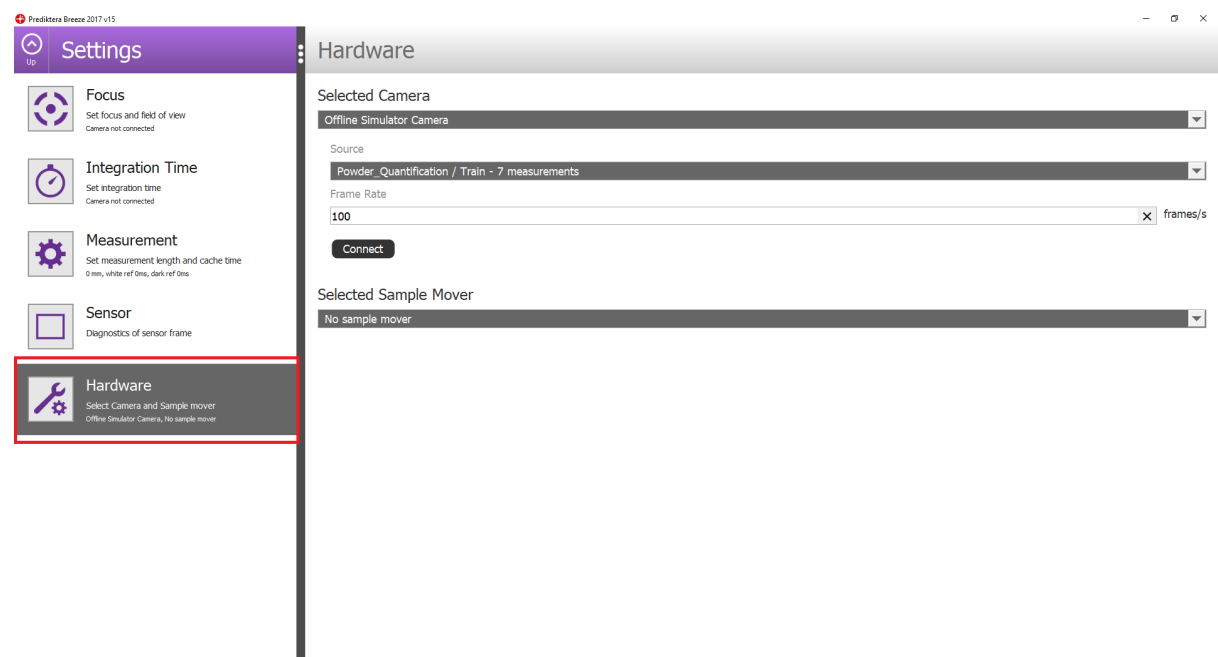 Prediktera Breeze 2017 v15
Up
Settings
Focus
Set focus and field of view
Camera not connected
Integration Time
Set integration time
Camera not connected
Measurement
Set measurement length and cache time
0 mm, white ref 0ms, dark ref 0ms
Sensor
Diagnostics of sensor frame
Hardware
Select Camera and Sample mover
Offline Simulator Camera, No sample mover
Hardware
Selected Camera
Offline Simulator Camera
Source
Powder_Quantification / Train - 7 measurements
Frame Rate
100 frames/s
Connect
Selected Sample Mover
No sample mover